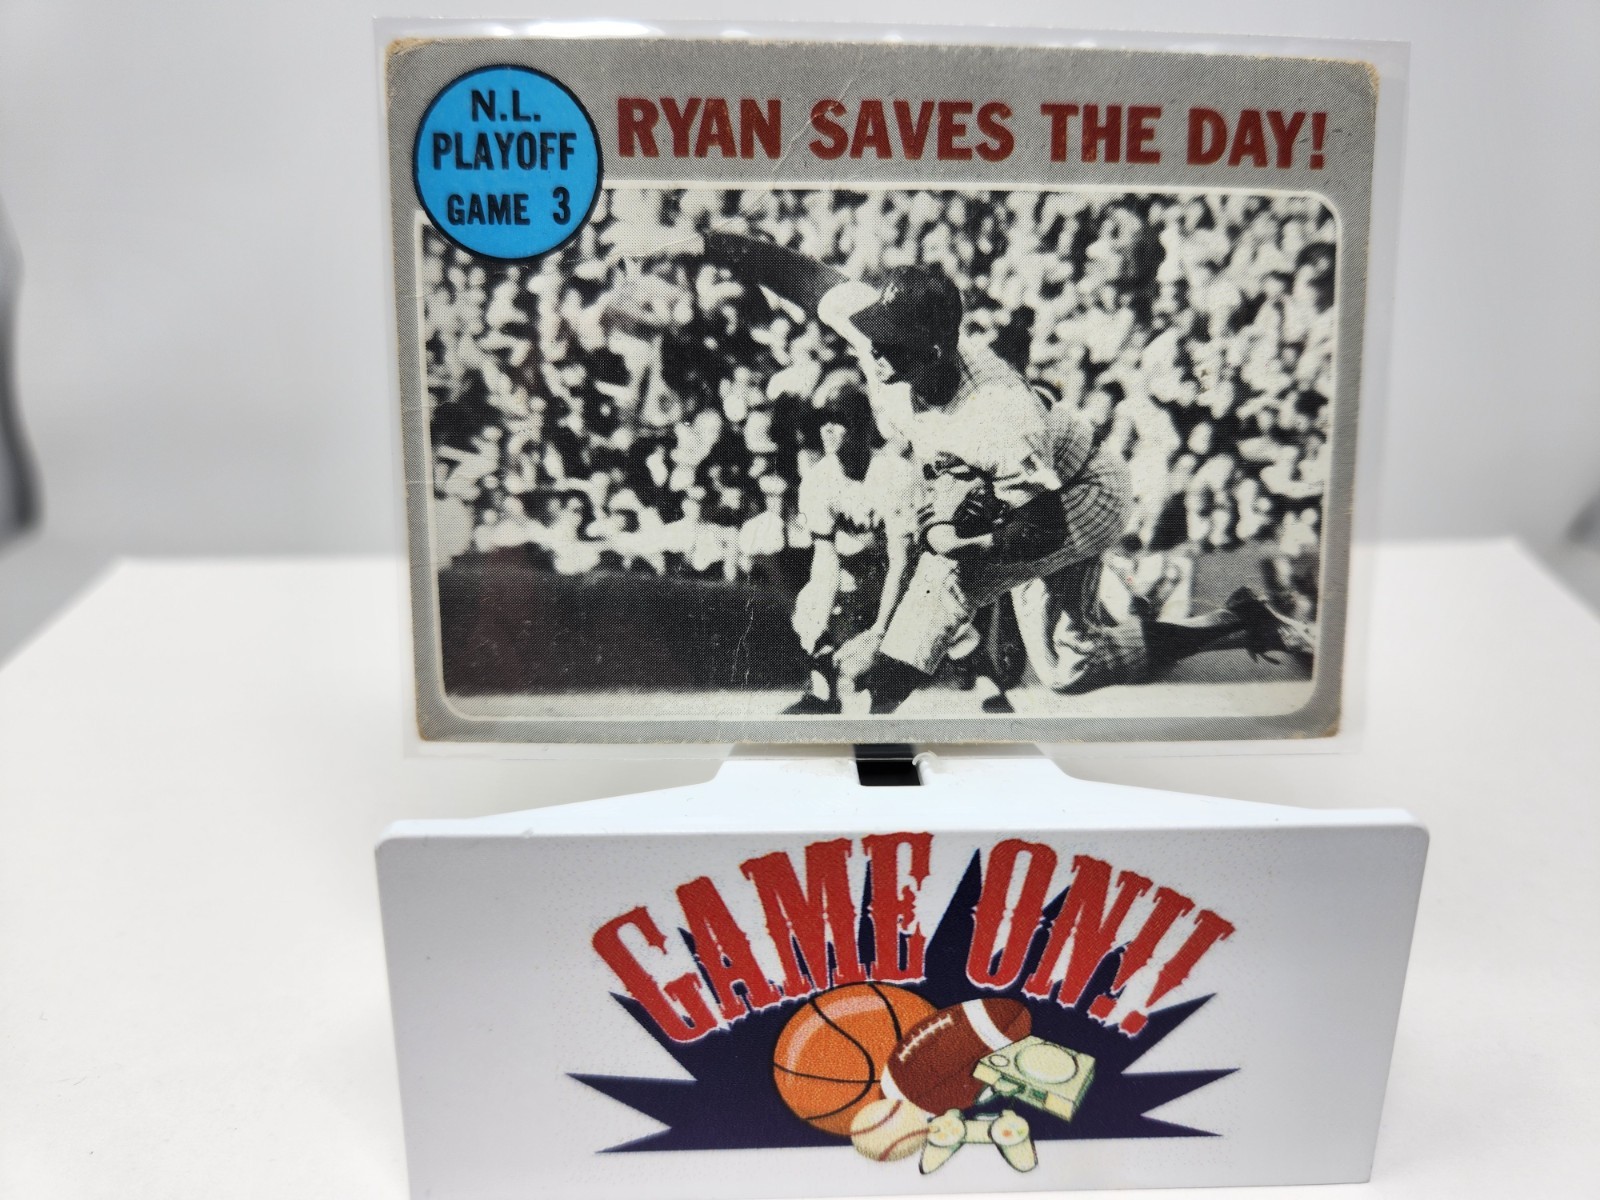 N.L.
PLAYOFF
GAME 3
RYAN SAVES THE DAY!
GAME ON!!